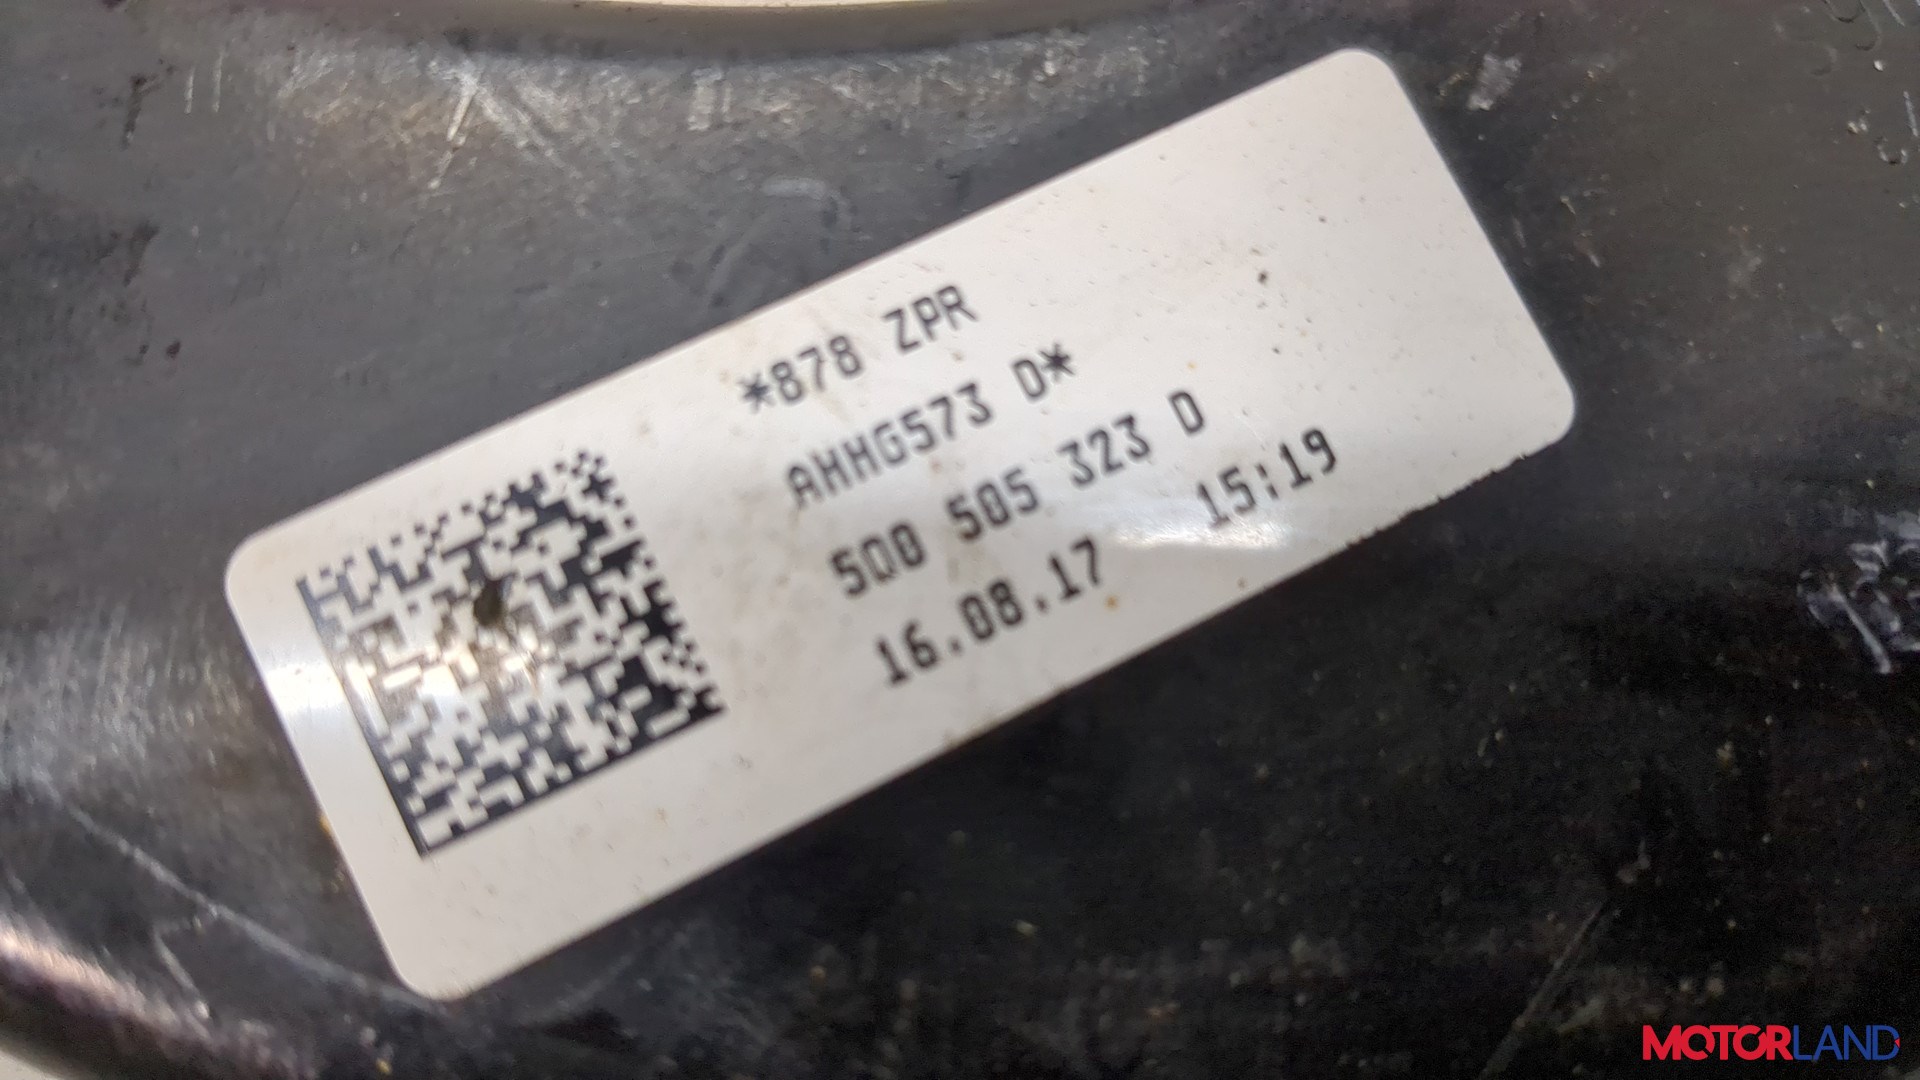 *878 ZPR
AHHG573 D*
5Q0 505 323 D
16.08.17 15:19
MOTORLAND